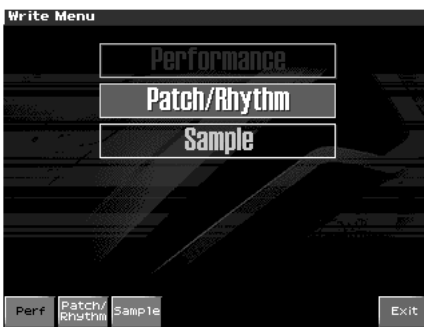 Write Menu
Performance
Patch/Rhythm
Sample
Perf
Patch/
Rhythm
Sample
Exit